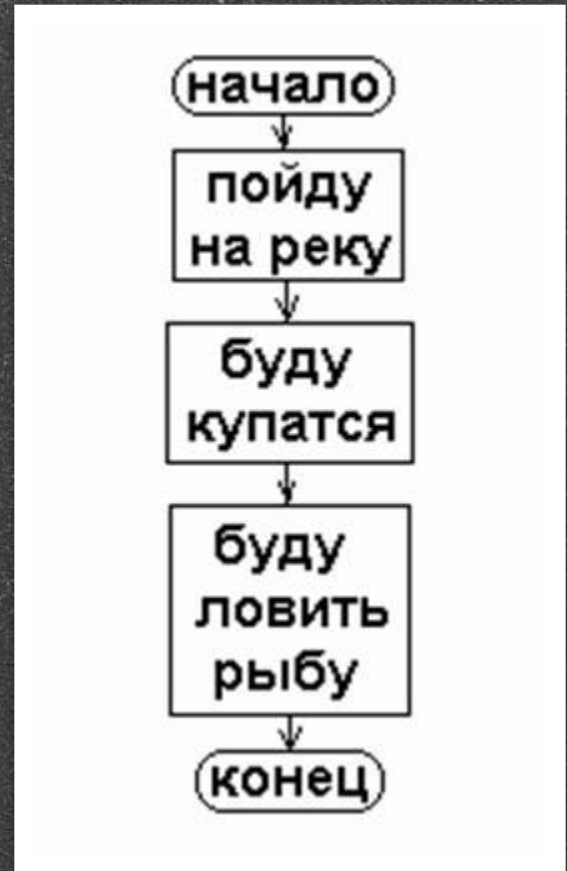 начало
пойду
на реку
буду
купатся
буду
ловить
рыбу
конец